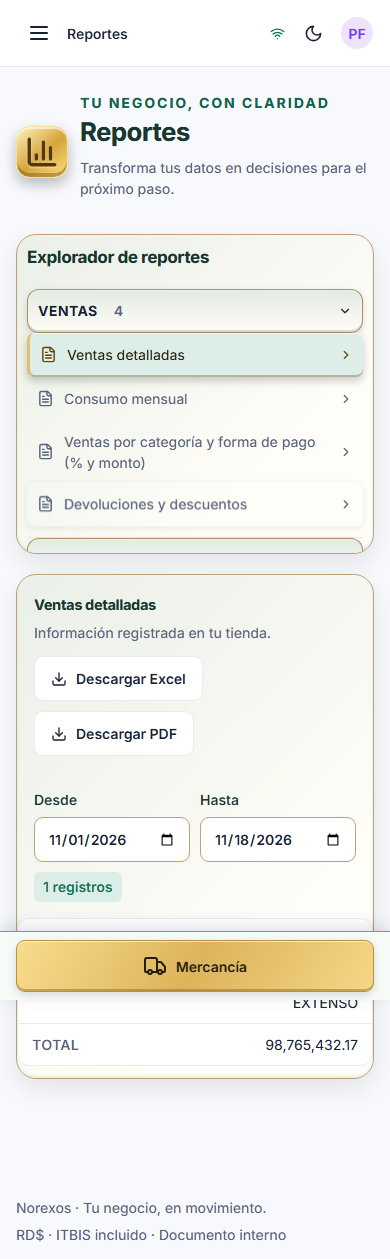 Reportes
PF
TU NEGOCIO, CON CLARIDAD
Reportes
Transforma tus datos en decisiones para el
próximo paso.
Explorador de reportes
VENTAS 4
Ventas detalladas
Consumo mensual
Ventas por categoría y forma de pago
(% y monto)
Devoluciones y descuentos
Ventas detalladas
Información registrada en tu tienda.
Descargar Excel
Descargar PDF
Desde Hasta
11/01/2026 11/18/2026
1 registros
Mercancía
EXTENSO
TOTAL 98,765,432.17
Norexos · Tu negocio, en movimiento.
RD$ · ITBIS incluido · Documento interno